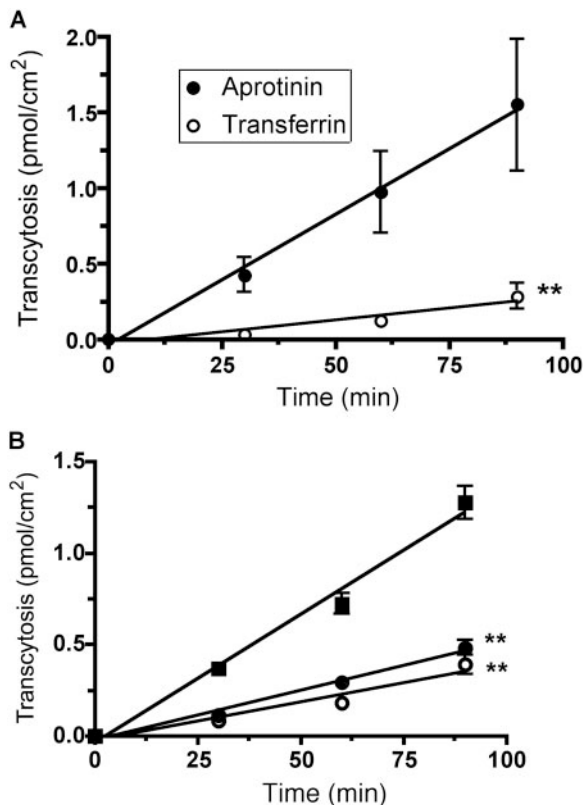 A
Transcytosis (pmol/cm²)
2.0
1.5
1.0
0.5
0.0
Aprotinin
Transferrin
**
0 25 50 75 100
Time (min)
B
Transcytosis (pmol/cm²)
1.5
1.0
0.5
0.0
**
**
0 25 50 75 100
Time (min)